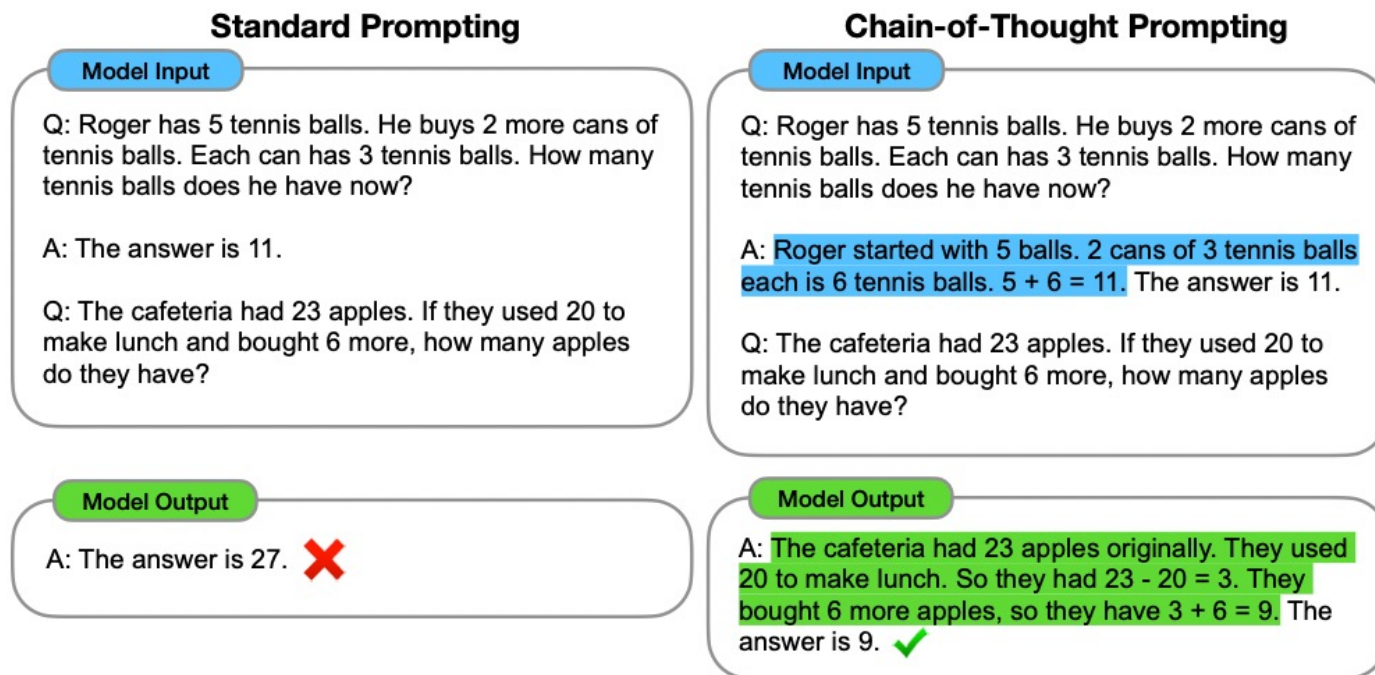 Standard Prompting
Model Input
Q: Roger has 5 tennis balls. He buys 2 more cans of
tennis balls. Each can has 3 tennis balls. How many
tennis balls does he have now?
A: The answer is 11.
Q: The cafeteria had 23 apples. If they used 20 to
make lunch and bought 6 more, how many apples
do they have?
Model Output
A: The answer is 27.
Chain-of-Thought Prompting
Model Input
Q: Roger has 5 tennis balls. He buys 2 more cans of
tennis balls. Each can has 3 tennis balls. How many
tennis balls does he have now?
A: Roger started with 5 balls. 2 cans of 3 tennis balls
each is 6 tennis balls. 5 + 6 = 11. The answer is 11.
Q: The cafeteria had 23 apples. If they used 20 to
make lunch and bought 6 more, how many apples
do they have?
Model Output
A: The cafeteria had 23 apples originally. They used
20 to make lunch. So they had 23 - 20 = 3. They
bought 6 more apples, so they have 3 + 6 = 9. The
answer is 9.